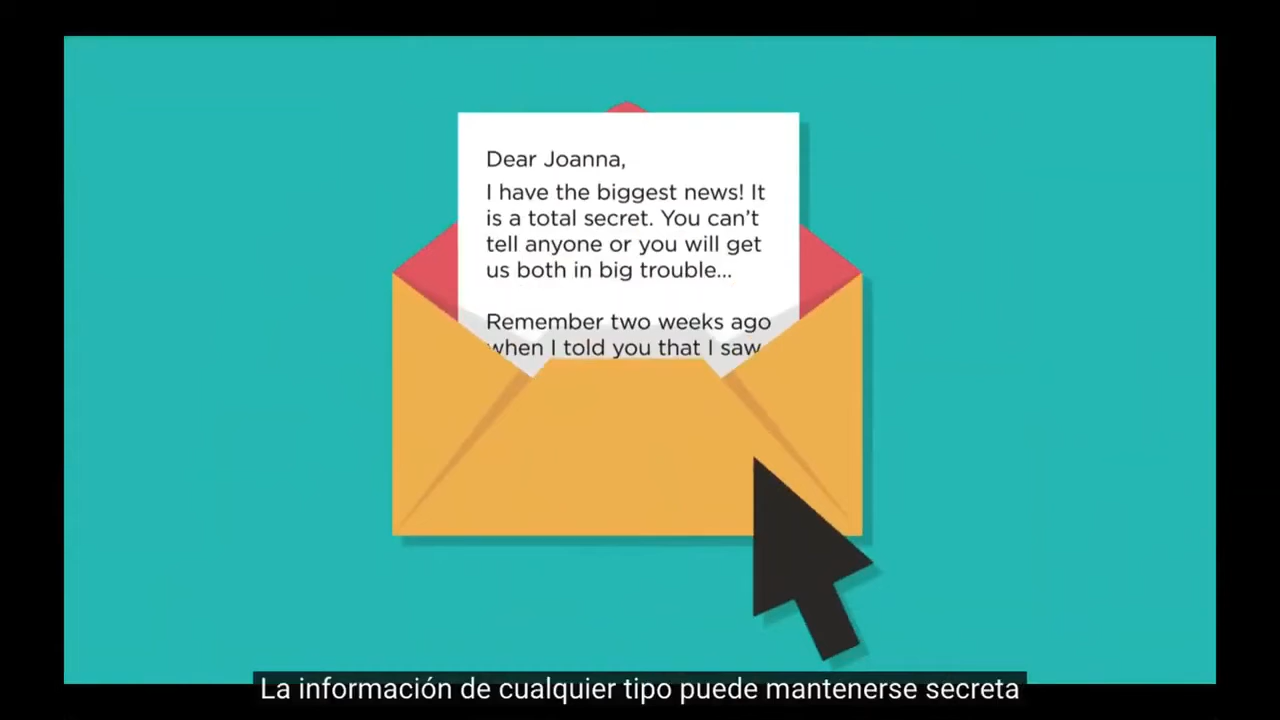 Dear Joanna,
I have the biggest news! It
is a total secret. You can’t
tell anyone or you will get
us both in big trouble...
Remember two weeks ago
when I told you that I saw
La información de cualquier tipo puede mantenerse secreta